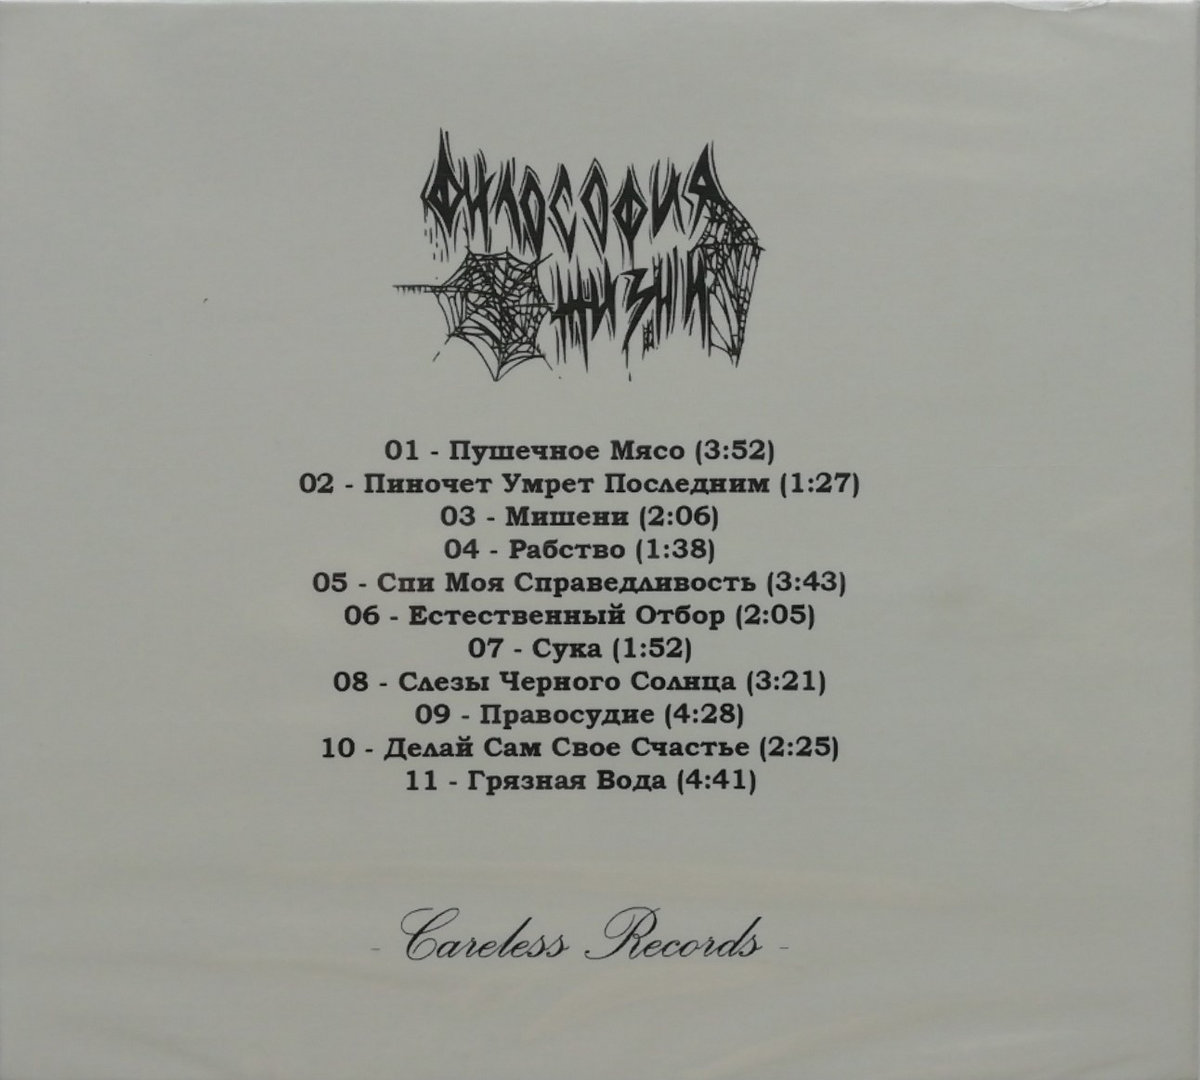 ФИЛОСОФИЯ
ЖИЗНИ
01 - Пушечное Мясо (3:52)
02 - Пиночет Умрет Последним (1:27)
03 - Мишени (2:06)
04 - Рабство (1:38)
05 - Спи Моя Справедливость (3:43)
06 - Естественный Отбор (2:05)
07 - Сука (1:52)
08 - Слезы Черного Солнца (3:21)
09 - Правосудие (4:28)
10 - Делай Сам Свое Счастье (2:25)
11 - Грязная Вода (4:41)
- Careless Records -